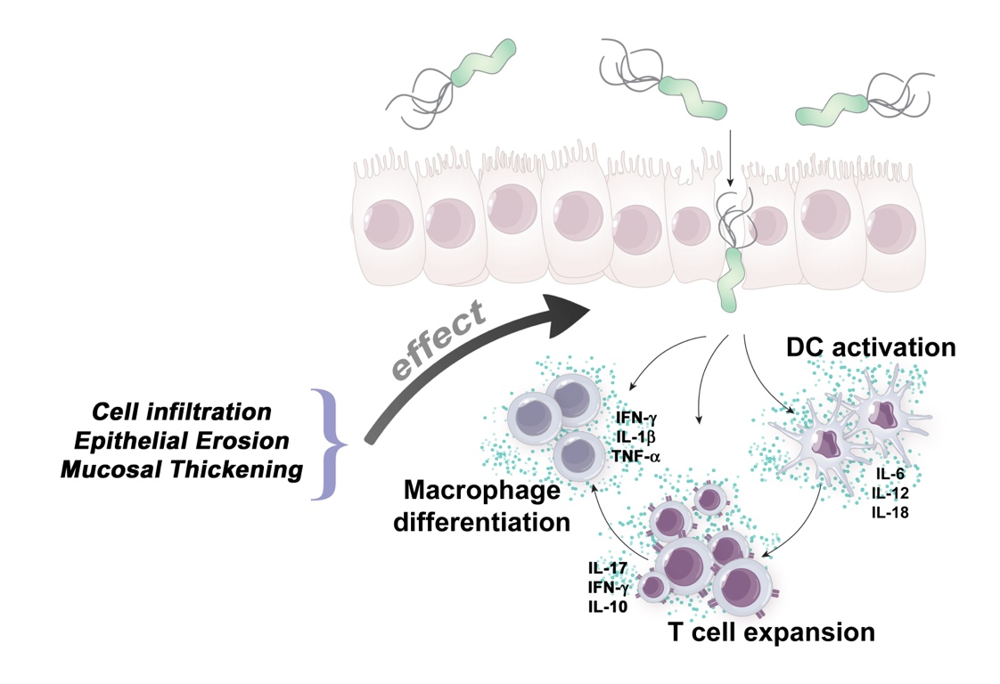 effect
DC activation
Cell infiltration
Epithelial Erosion
Mucosal Thickening
IFN-γ
IL-1β
TNF-α
IL-6
IL-12
IL-18
Macrophage
differentiation
IL-17
IFN-γ
IL-10
T cell expansion